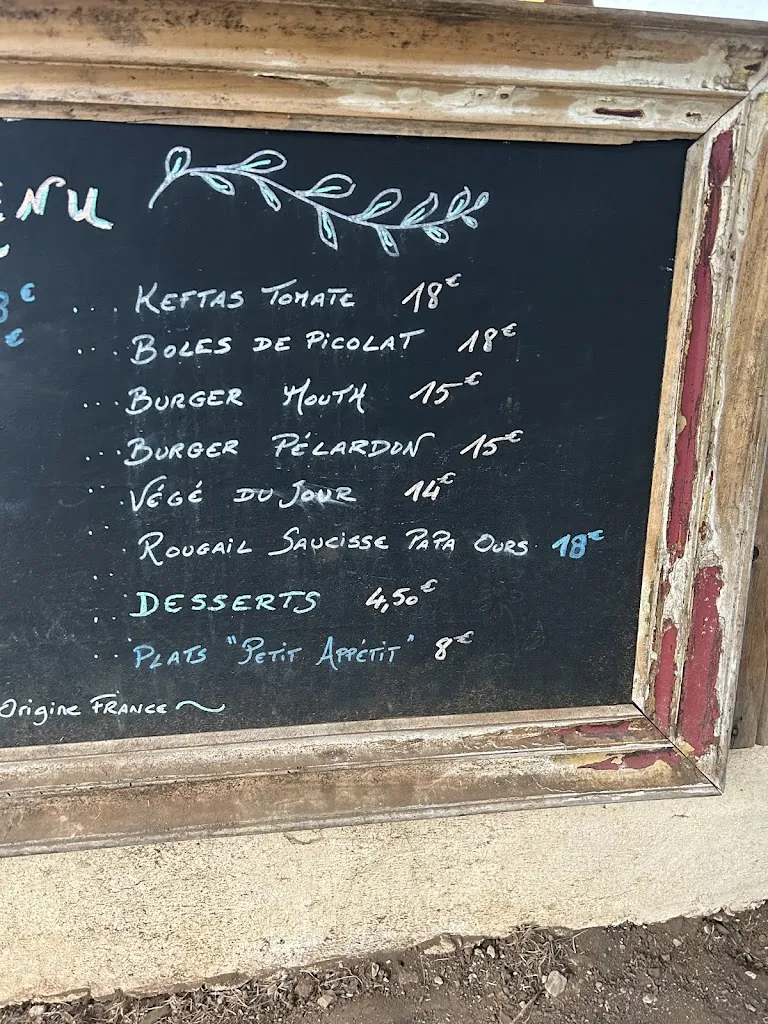 ENU
8€ ... KEFTAS TOMATE 18€
€ ... BOLES DE PICOLAT 18€
... BURGER 15€
... BURGER PÉLARDON 15€
... VÉGÉ DU JOUR 14€
ROUGAIL SAUCISSE PAPA OURS 18€
... DESSERTS 4,50€
... PLATS "PETIT APPÉTIT" 8€
Origine FRANCE